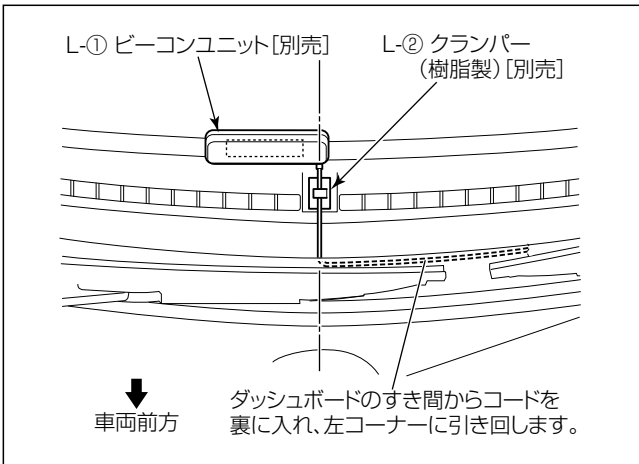 L-① ビーコンユニット[別売]
L-② クランパー
(樹脂製)[別売]
車両前方
ダッシュボードのすき間からコードを
裏に入れ、左コーナーに引き回します。